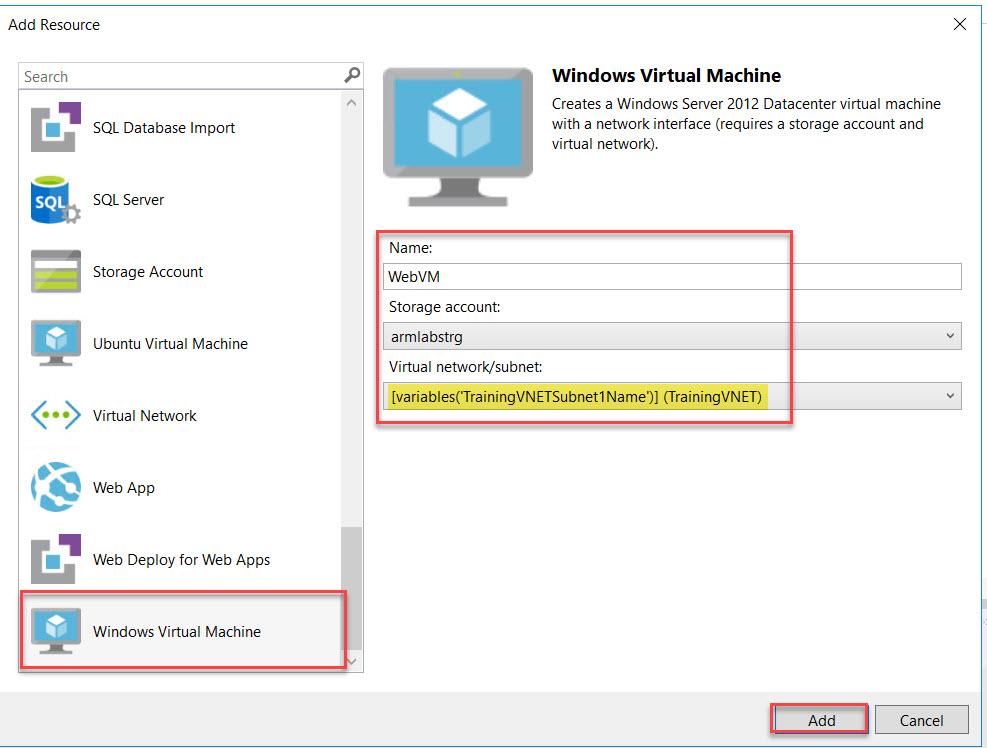 Add Resource
Search
SQL Database Import
SQL
SQL Server
Storage Account
Ubuntu Virtual Machine
Virtual Network
Web App
Web Deploy for Web Apps
Windows Virtual Machine
Windows Virtual Machine
Creates a Windows Server 2012 Datacenter virtual machine
with a network interface (requires a storage account and
virtual network).
Name:
WebVM
Storage account:
armlabstrg
Virtual network/subnet:
[variables('TrainingVNETSubnet1Name')] (TrainingVNET)
Add
Cancel